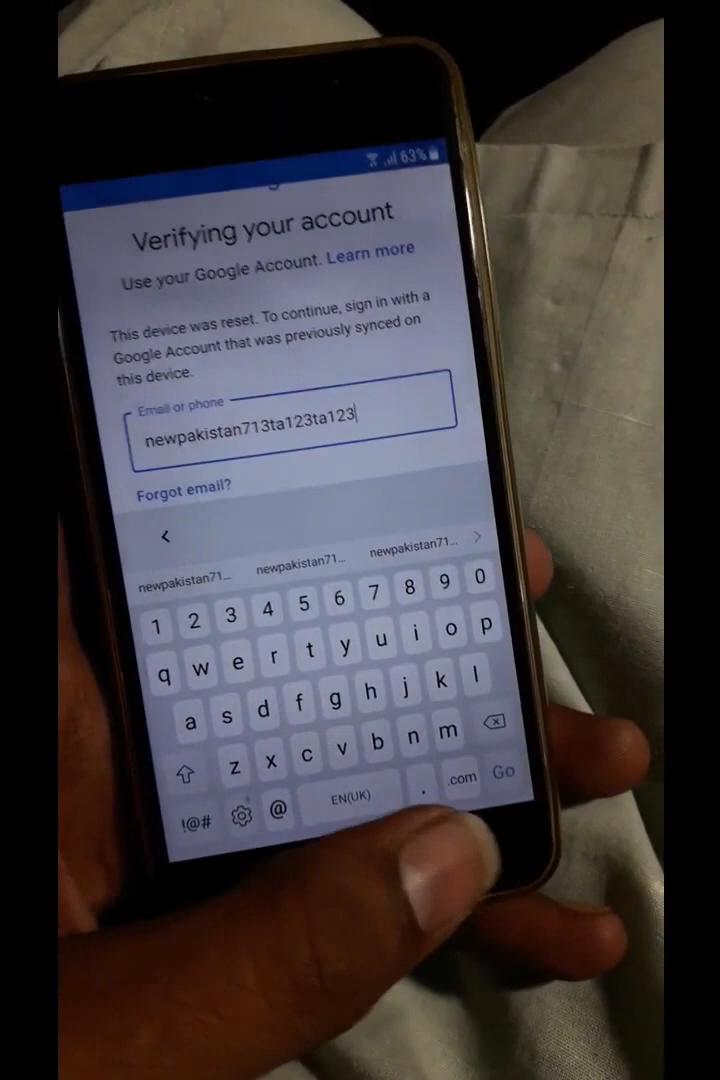 63%
Verifying your account
Use your Google Account. Learn more
This device was reset. To continue, sign in with a
Google Account that was previously synced on
this device.
Email or phone
newpakistan713ta123ta123
Forgot email?
<
newpakistan71... newpakistan71... newpakistan71... >
1 2 3 4 5 6 7 8 9 0
q w e r t y u i o p
a s d f g h j k l
z x c v b n m
!@# @ EN(UK) . .com Go